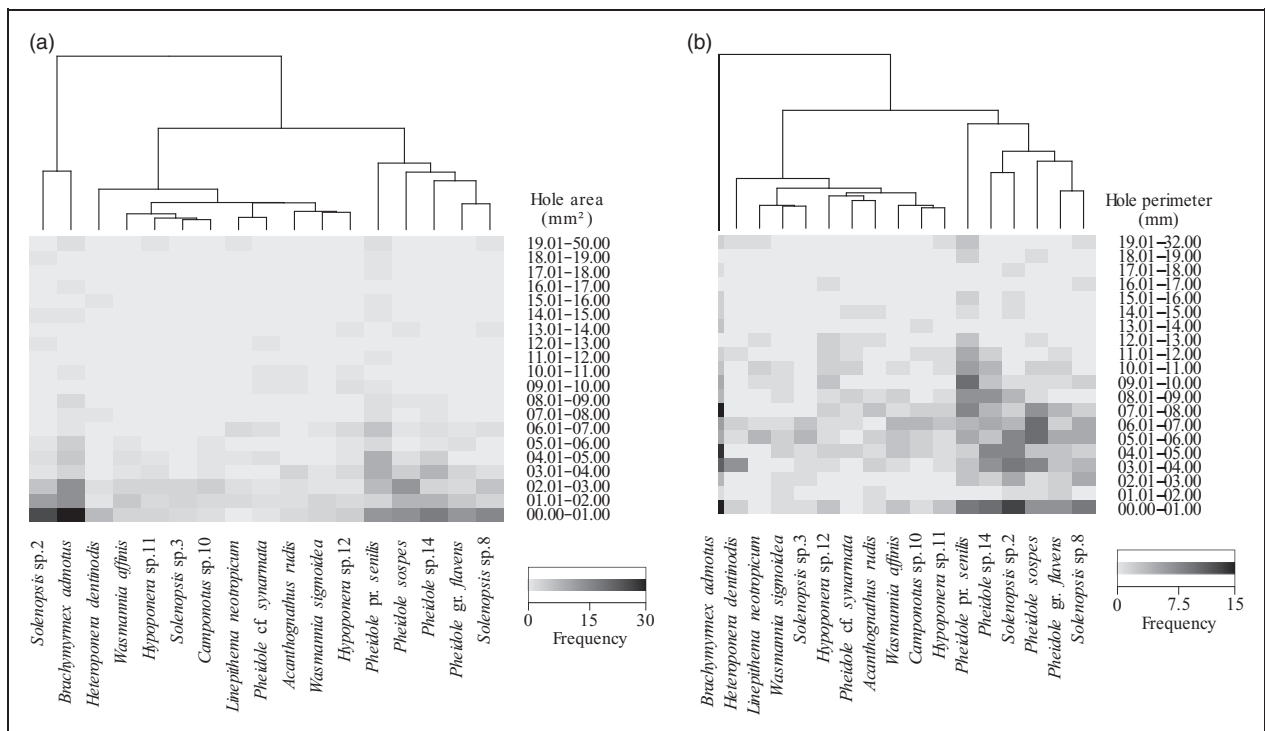 (a)
Hole area
(mm²)
19.01–50.00
18.01–19.00
17.01–18.00
16.01–17.00
15.01–16.00
14.01–15.00
13.01–14.00
12.01–13.00
11.01–12.00
10.01–11.00
09.01–10.00
08.01–09.00
07.01–08.00
06.01–07.00
05.01–06.00
04.01–05.00
03.01–04.00
02.01–03.00
01.01–02.00
00.00–01.00
Solenopsis sp.2
Brachymyrmex admotus
Heteroponera dentinodis
Wasmannia affinis
Hypoponera sp.11
Solenopsis sp.3
Camponotus sp.10
Linepithema neotropicum
Pheidole cf. synarmata
Acanthognathus rudis
Wasmannia sigmoidea
Hypoponera sp.12
Pheidole pr. senilis
Pheidole sospes
Pheidole sp.14
Pheidole gr. flavens
Solenopsis sp.8
0 15 30
Frequency
(b)
Hole perimeter
(mm)
19.01–32.00
18.01–19.00
17.01–18.00
16.01–17.00
15.01–16.00
14.01–15.00
13.01–14.00
12.01–13.00
11.01–12.00
10.01–11.00
09.01–10.00
08.01–09.00
07.01–08.00
06.01–07.00
05.01–06.00
04.01–05.00
03.01–04.00
02.01–03.00
01.01–02.00
00.00–01.00
Brachymyrmex admotus
Heteroponera dentinodis
Linepithema neotropicum
Wasmannia sigmoidea
Solenopsis sp.3
Hypoponera sp.12
Pheidole cf. synarmata
Acanthognathus rudis
Wasmannia affinis
Camponotus sp.10
Hypoponera sp.11
Pheidole pr. senilis
Pheidole sp.14
Solenopsis sp.2
Pheidole sospes
Pheidole gr. flavens
Solenopsis sp.8
0 7.5 15
Frequency